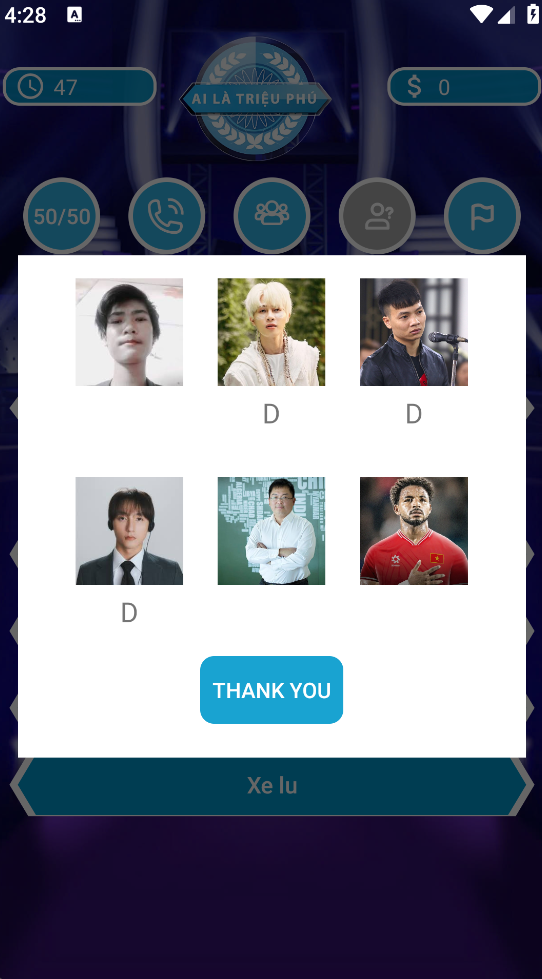 4:28 A
47
AI LÀ TRIỆU PHÚ
$ 0
50/50
?
D
D
D
THANK YOU
Xe lu